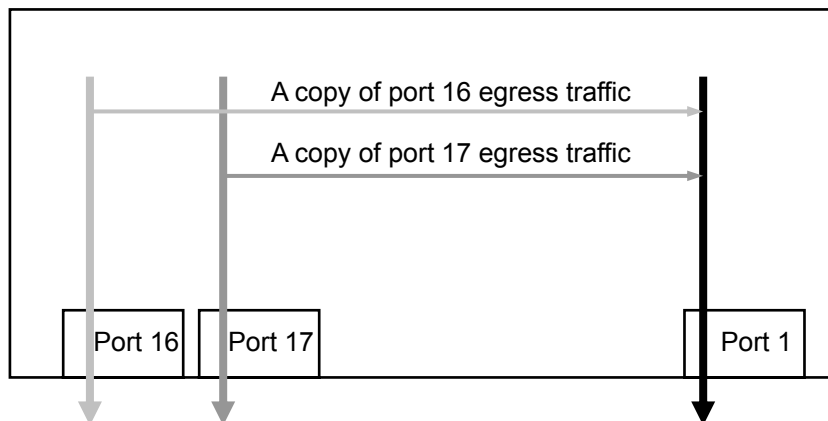 A copy of port 16 egress traffic
A copy of port 17 egress traffic
Port 16
Port 17
Port 1